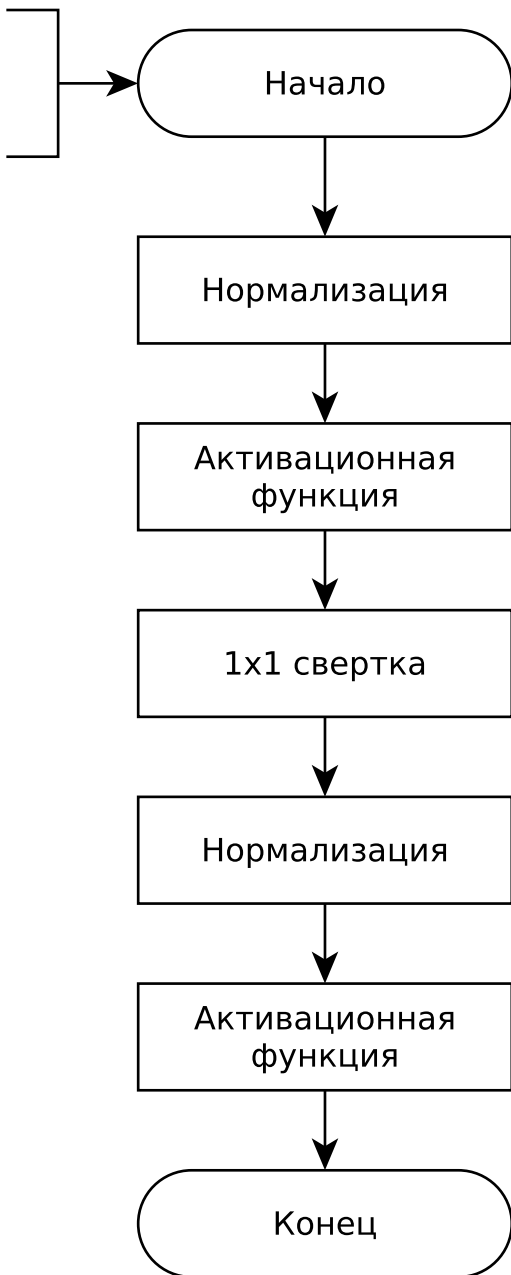 Начало
Нормализация
Активационная
функция
1x1 свертка
Нормализация
Активационная
функция
Конец